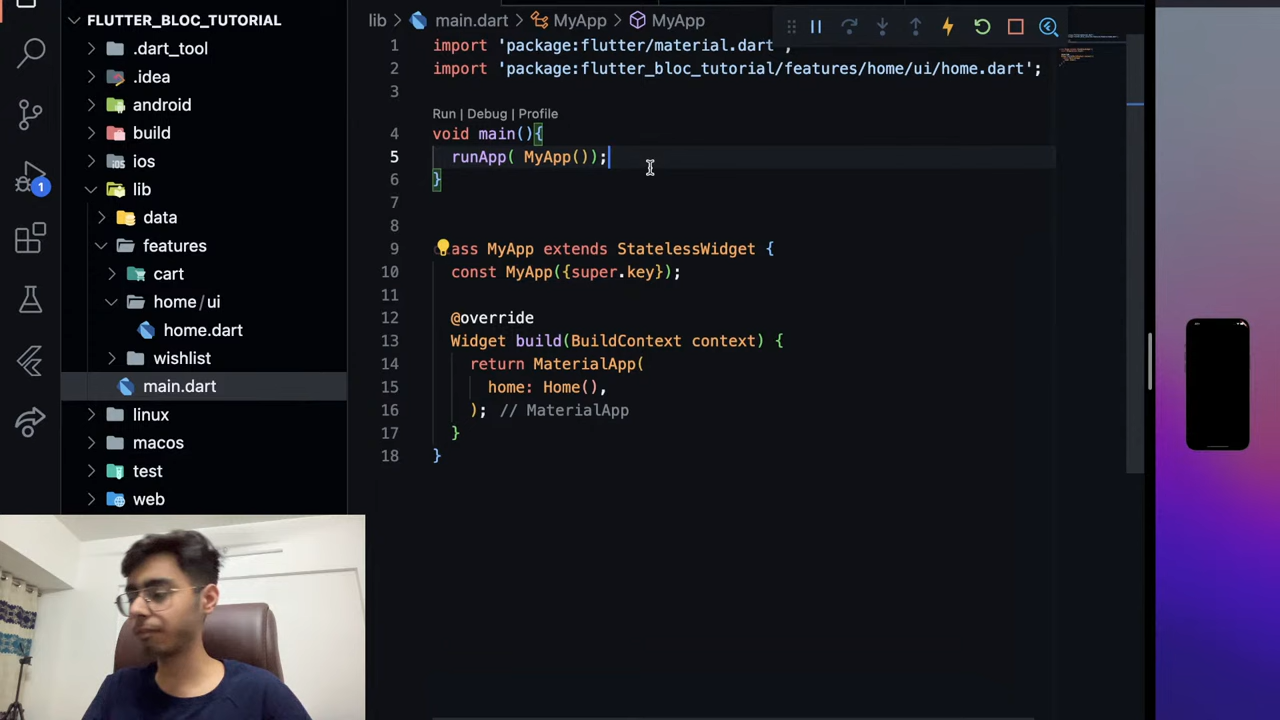 FLUTTER_BLOC_TUTORIAL
.dart_tool
.idea
android
build
ios
lib
data
features
cart
home/ui
home.dart
wishlist
main.dart
linux
macos
test
web
1
lib > main.dart > MyApp > MyApp
1 import 'package:flutter/material.dart';
2 import 'package:flutter_bloc_tutorial/features/home/ui/home.dart';
3
Run | Debug | Profile
4 void main(){
5 runApp( MyApp());
6 }
7
8
9 ass MyApp extends StatelessWidget {
10 const MyApp({super.key});
11
12 @override
13 Widget build(BuildContext context) {
14 return MaterialApp(
15 home: Home(),
16 ); // MaterialApp
17 }
18 }